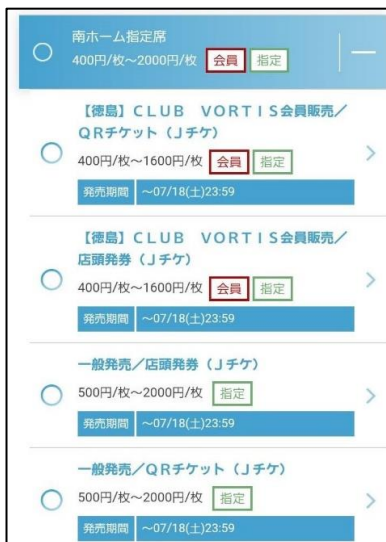 南ホーム指定席
400円/枚～2000円/枚 会員 指定
【徳島】ＣＬＵＢ　ＶＯＲＴＩＳ会員販売／
ＱＲチケット（Ｊチケ）
400円/枚～1600円/枚 会員 指定
発売期間 ～07/18(土)23:59
【徳島】ＣＬＵＢ　ＶＯＲＴＩＳ会員販売／
店頭発券（Ｊチケ）
400円/枚～1600円/枚 会員 指定
発売期間 ～07/18(土)23:59
一般発売／店頭発券（Ｊチケ）
500円/枚～2000円/枚 指定
発売期間 ～07/18(土)23:59
一般発売／ＱＲチケット（Ｊチケ）
500円/枚～2000円/枚 指定
発売期間 ～07/18(土)23:59